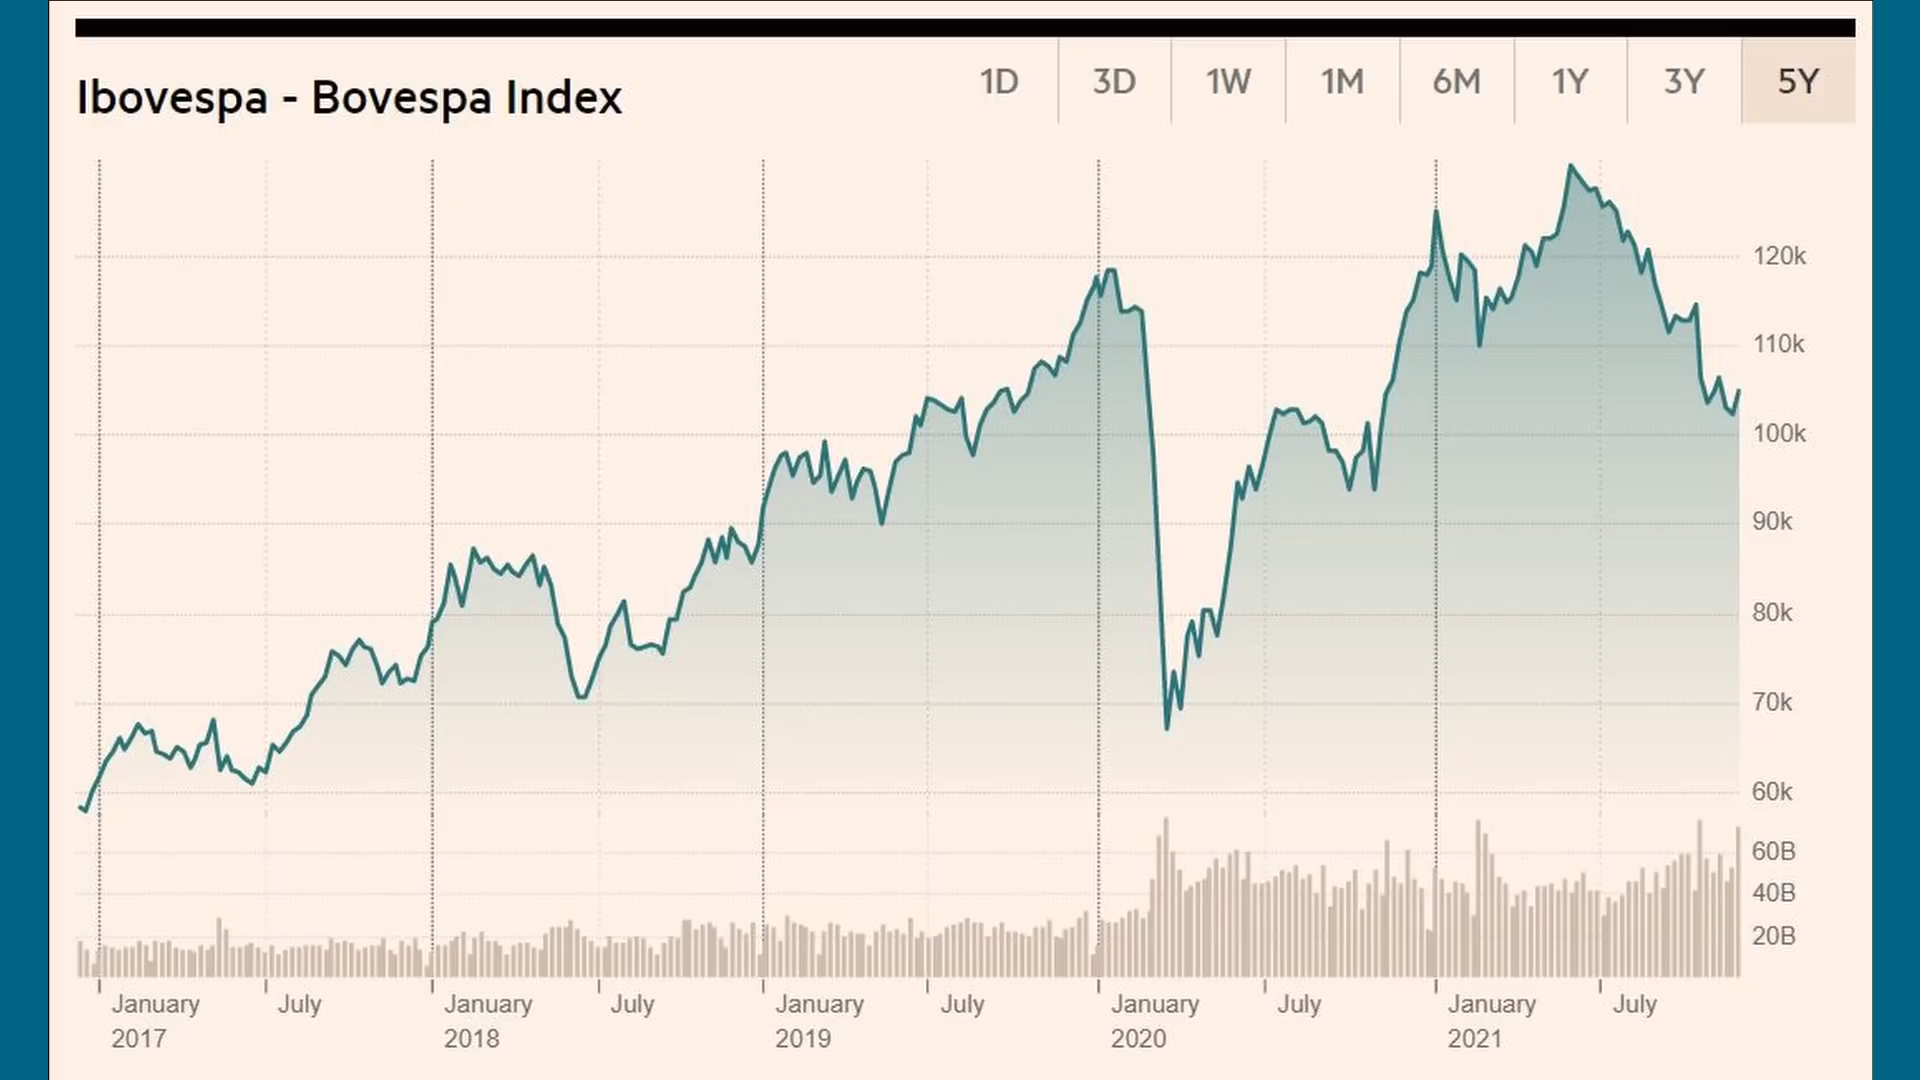 Ibovespa - Bovespa Index
1D 3D 1W 1M 6M 1Y 3Y 5Y
120k
110k
100k
90k
80k
70k
60k
60B
40B
20B
January July January July January July January July January July
2017 2018 2019 2020 2021